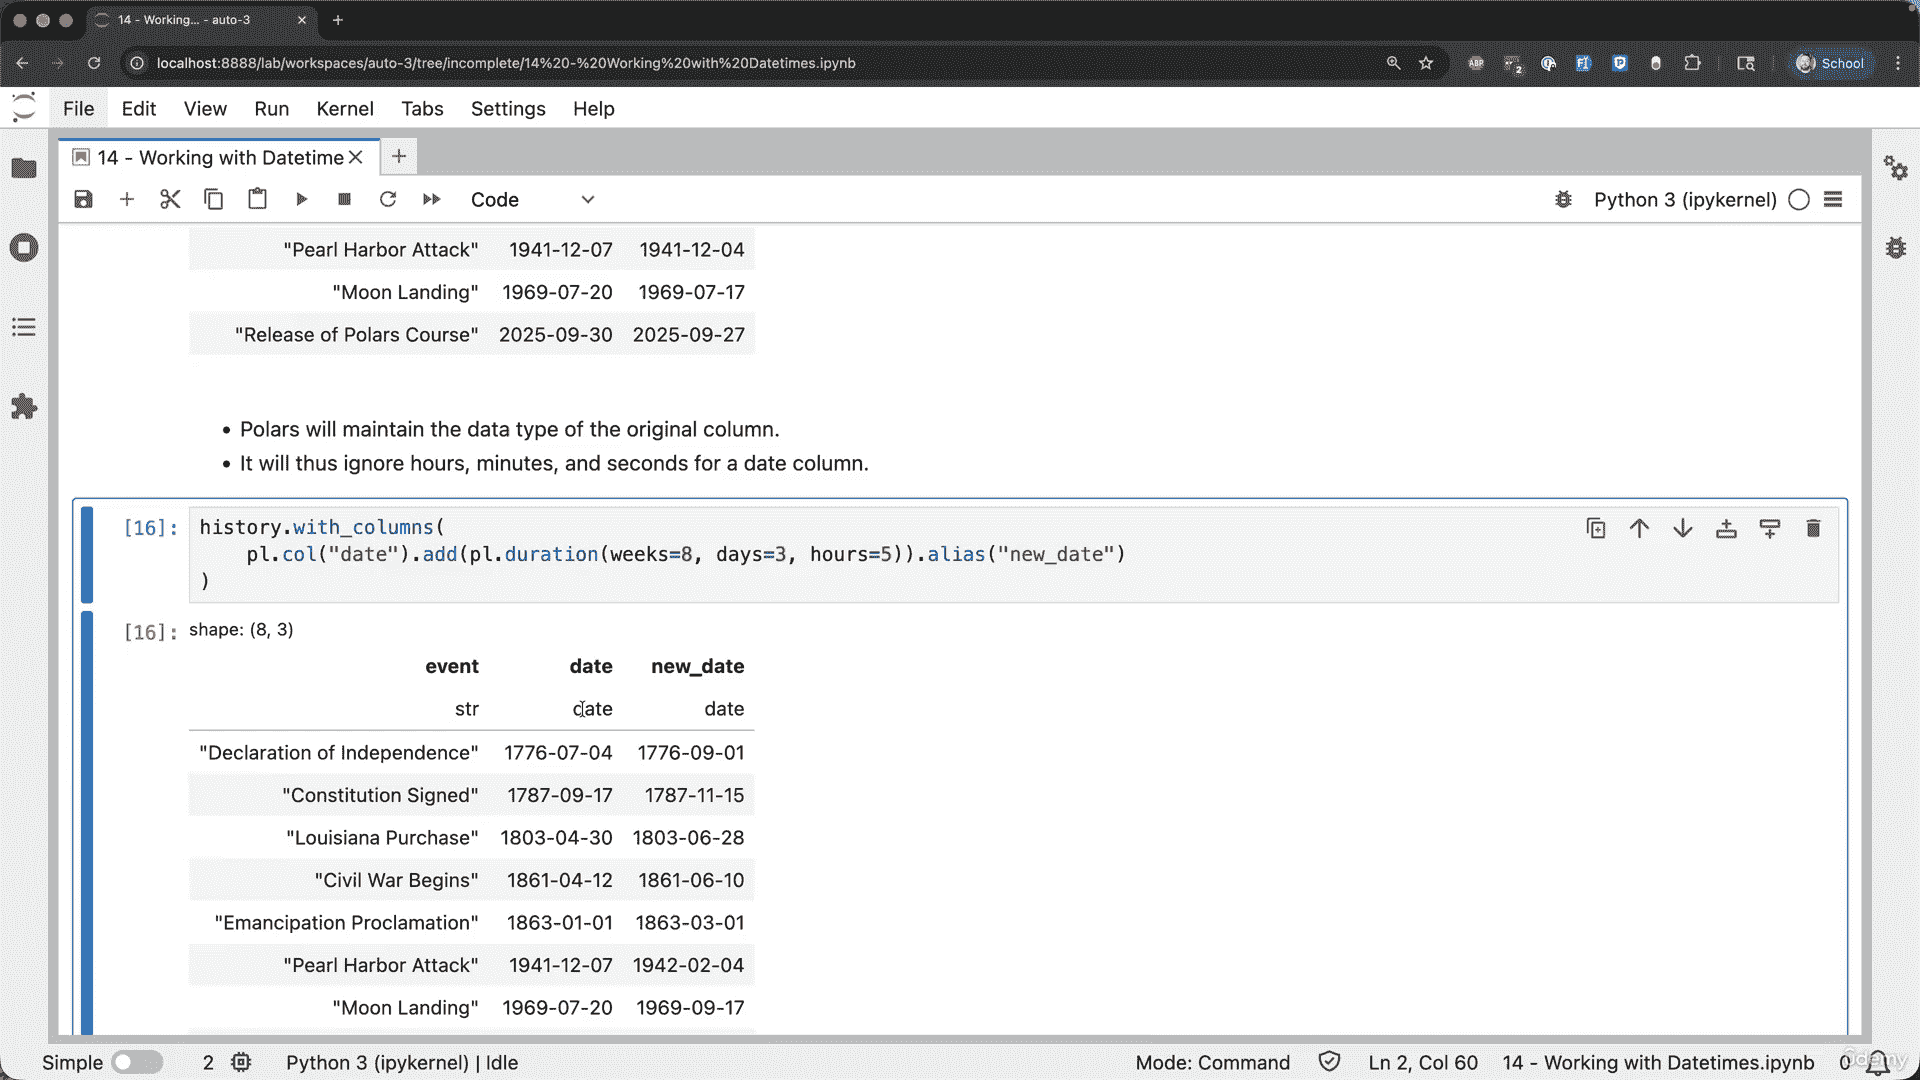 14 - Working... - auto-3
localhost:8888/lab/workspaces/auto-3/tree/incomplete/14%20-%20Working%20with%20Datetimes.ipynb
ABP
2
School
File Edit View Run Kernel Tabs Settings Help
14 - Working with Datetime
Code
Python 3 (ipykernel)
"Pearl Harbor Attack" 1941-12-07 1941-12-04
"Moon Landing" 1969-07-20 1969-07-17
"Release of Polars Course" 2025-09-30 2025-09-27
• Polars will maintain the data type of the original column.
• It will thus ignore hours, minutes, and seconds for a date column.
[16]: history.with_columns(
pl.col("date").add(pl.duration(weeks=8, days=3, hours=5)).alias("new_date")
)
[16]: shape: (8, 3)
event date new_date
str date date
"Declaration of Independence" 1776-07-04 1776-09-01
"Constitution Signed" 1787-09-17 1787-11-15
"Louisiana Purchase" 1803-04-30 1803-06-28
"Civil War Begins" 1861-04-12 1861-06-10
"Emancipation Proclamation" 1863-01-01 1863-03-01
"Pearl Harbor Attack" 1941-12-07 1942-02-04
"Moon Landing" 1969-07-20 1969-09-17
Simple 2 Python 3 (ipykernel) | Idle Mode: Command Ln 2, Col 60 14 - Working with Datetimes.ipynb 0
udemy